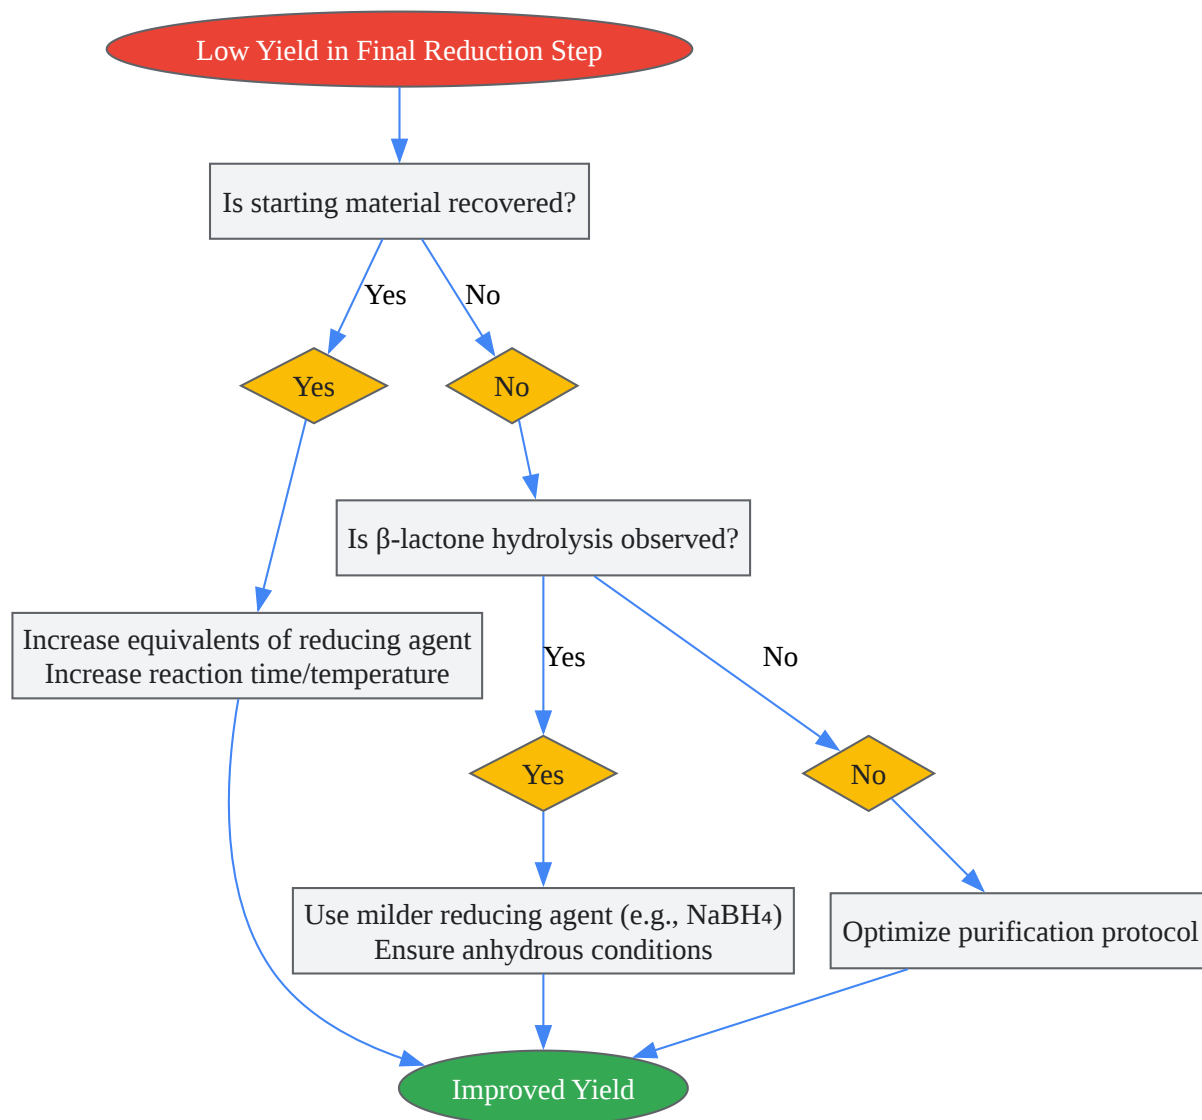 Low Yield in Final Reduction Step
Is starting material recovered?
Yes
No
Yes
No
Is β-lactone hydrolysis observed?
Increase equivalents of reducing agent
Increase reaction time/temperature
Yes
No
Yes
No
Use milder reducing agent (e.g., NaBH₄)
Ensure anhydrous conditions
Optimize purification protocol
Improved Yield